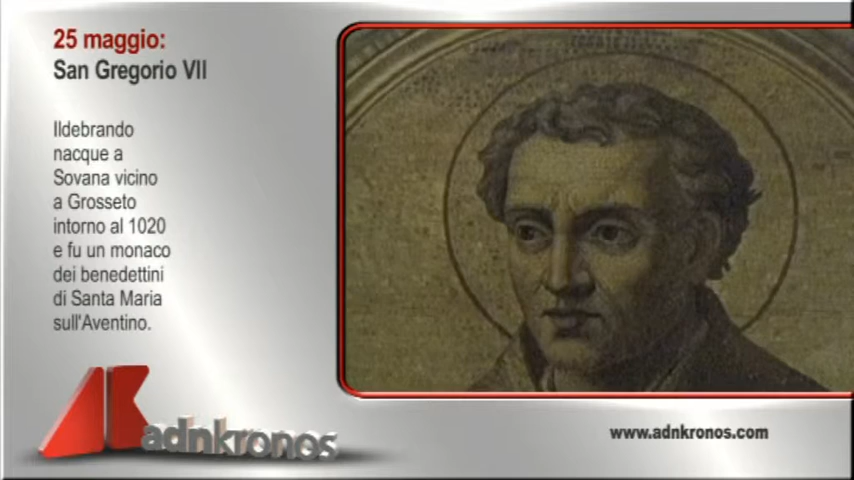 25 maggio:
San Gregorio VII
Ildebrando
nacque a
Sovana vicino
a Grosseto
intorno al 1020
e fu un monaco
dei benedettini
di Santa Maria
sull'Aventino.
adnkronos
www.adnkronos.com